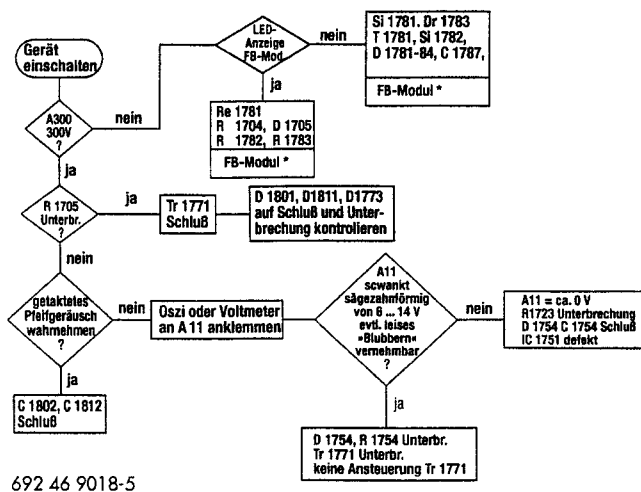 Gerät
einschalten
LED-
Anzeige
FB-Mod.
nein
Si 1781. Dr 1783
T 1781, Si 1782,
D 1781-84, C 1787,
FB-Modul *
ja
A300
300V
?
nein
Re 1781
R 1704, D 1705
R 1782, R 1783
FB-Modul *
ja
R 1705
Unterbr.
?
ja
Tr 1771
Schluß
D 1801, D1811, D1773
auf Schluß und Unter-
brechung kontrollieren
nein
getaktetes
Pfeifgeräusch
wahrnehmen
?
nein
Oszi oder Voltmeter
an A 11 anklemmen
A11
scwankt
sägezahnförmig
von 6 ... 14 V
evtl. leises
»Blubbern«
vernehmbar
?
nein
A11 = ca. 0 V
R1723 Unterbrechung
D 1754 C 1754 Schluß
IC 1751 defekt
ja
C 1802, C 1812
Schluß
ja
D 1754, R 1754 Unterbr.
Tr 1771 Unterbr.
keine Ansteuerung Tr 1771
692 46 9018-5